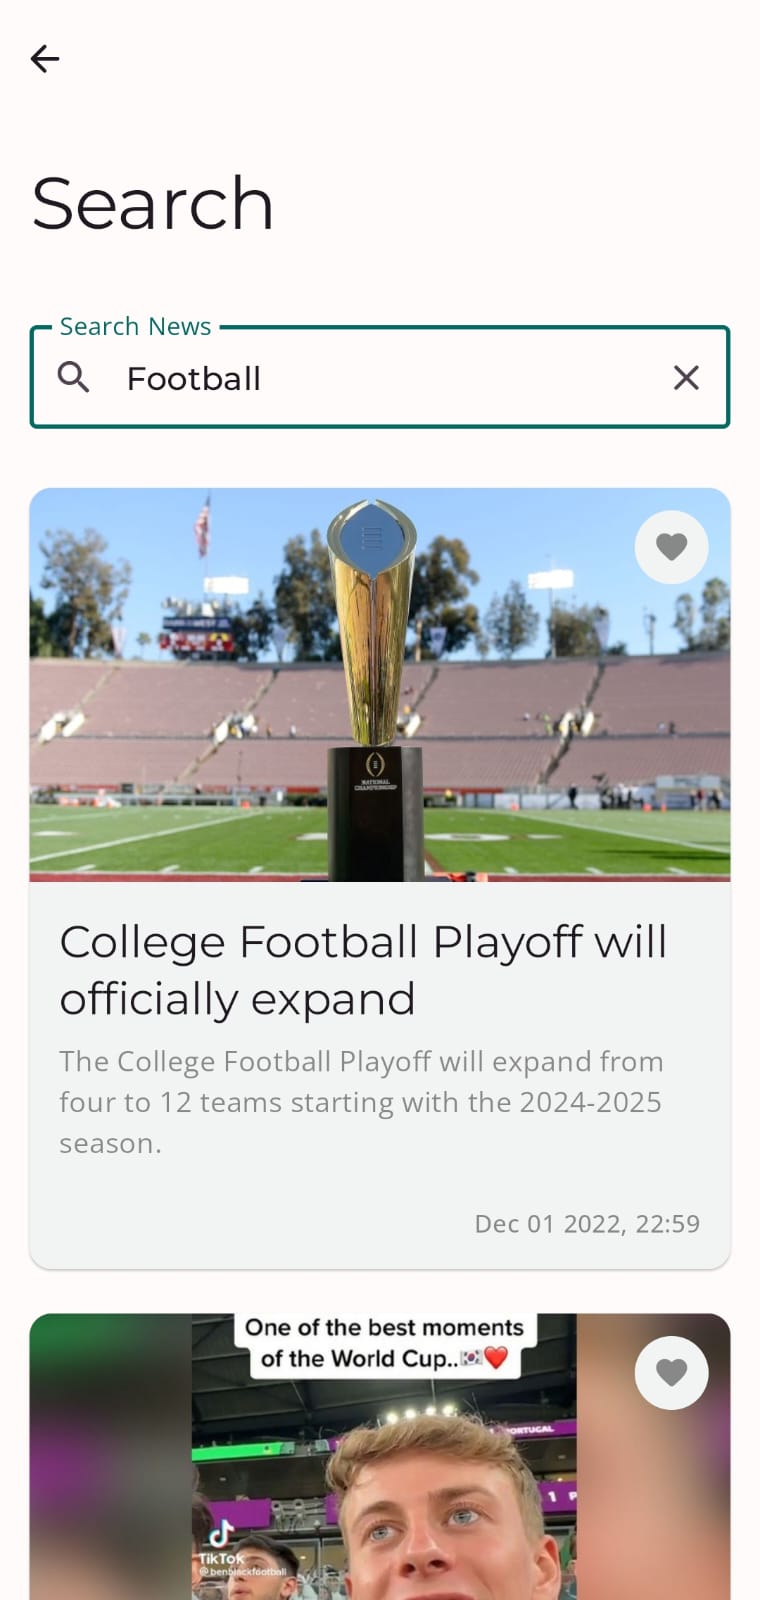 Search
Search News
Football
NATIONAL
CHAMPIONSHIP
College Football Playoff will
officially expand
The College Football Playoff will expand from
four to 12 teams starting with the 2024-2025
season.
Dec 01 2022, 22:59
One of the best moments
of the World Cup..🇰🇷❤️
PORTUGAL
1 P
TikTok
@benblackfootball